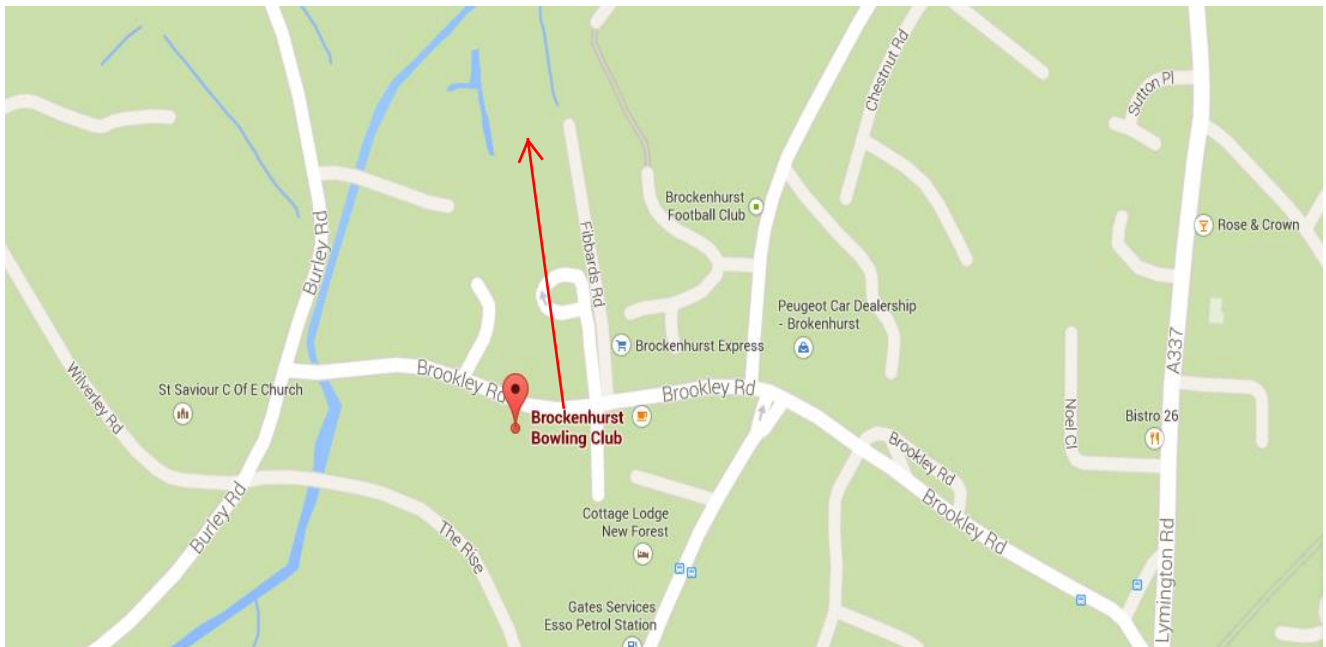 Chestnut Rd
Sutton Pl
Brockenhurst
Football Club
Rose & Crown
Burley Rd
Fibbards Rd
Peugeot Car Dealership
- Brokenhurst
Brockenhurst Express
A337
Wilverley Rd
St Saviour C Of E Church
Brookley Rd
Brookley Rd
Noel Cl
Bistro 26
Brockenhurst
Bowling Club
Brookley Rd
Brookley Rd
Burley Rd
The Rise
Cottage Lodge
New Forest
Gates Services
Esso Petrol Station
Lymington Rd